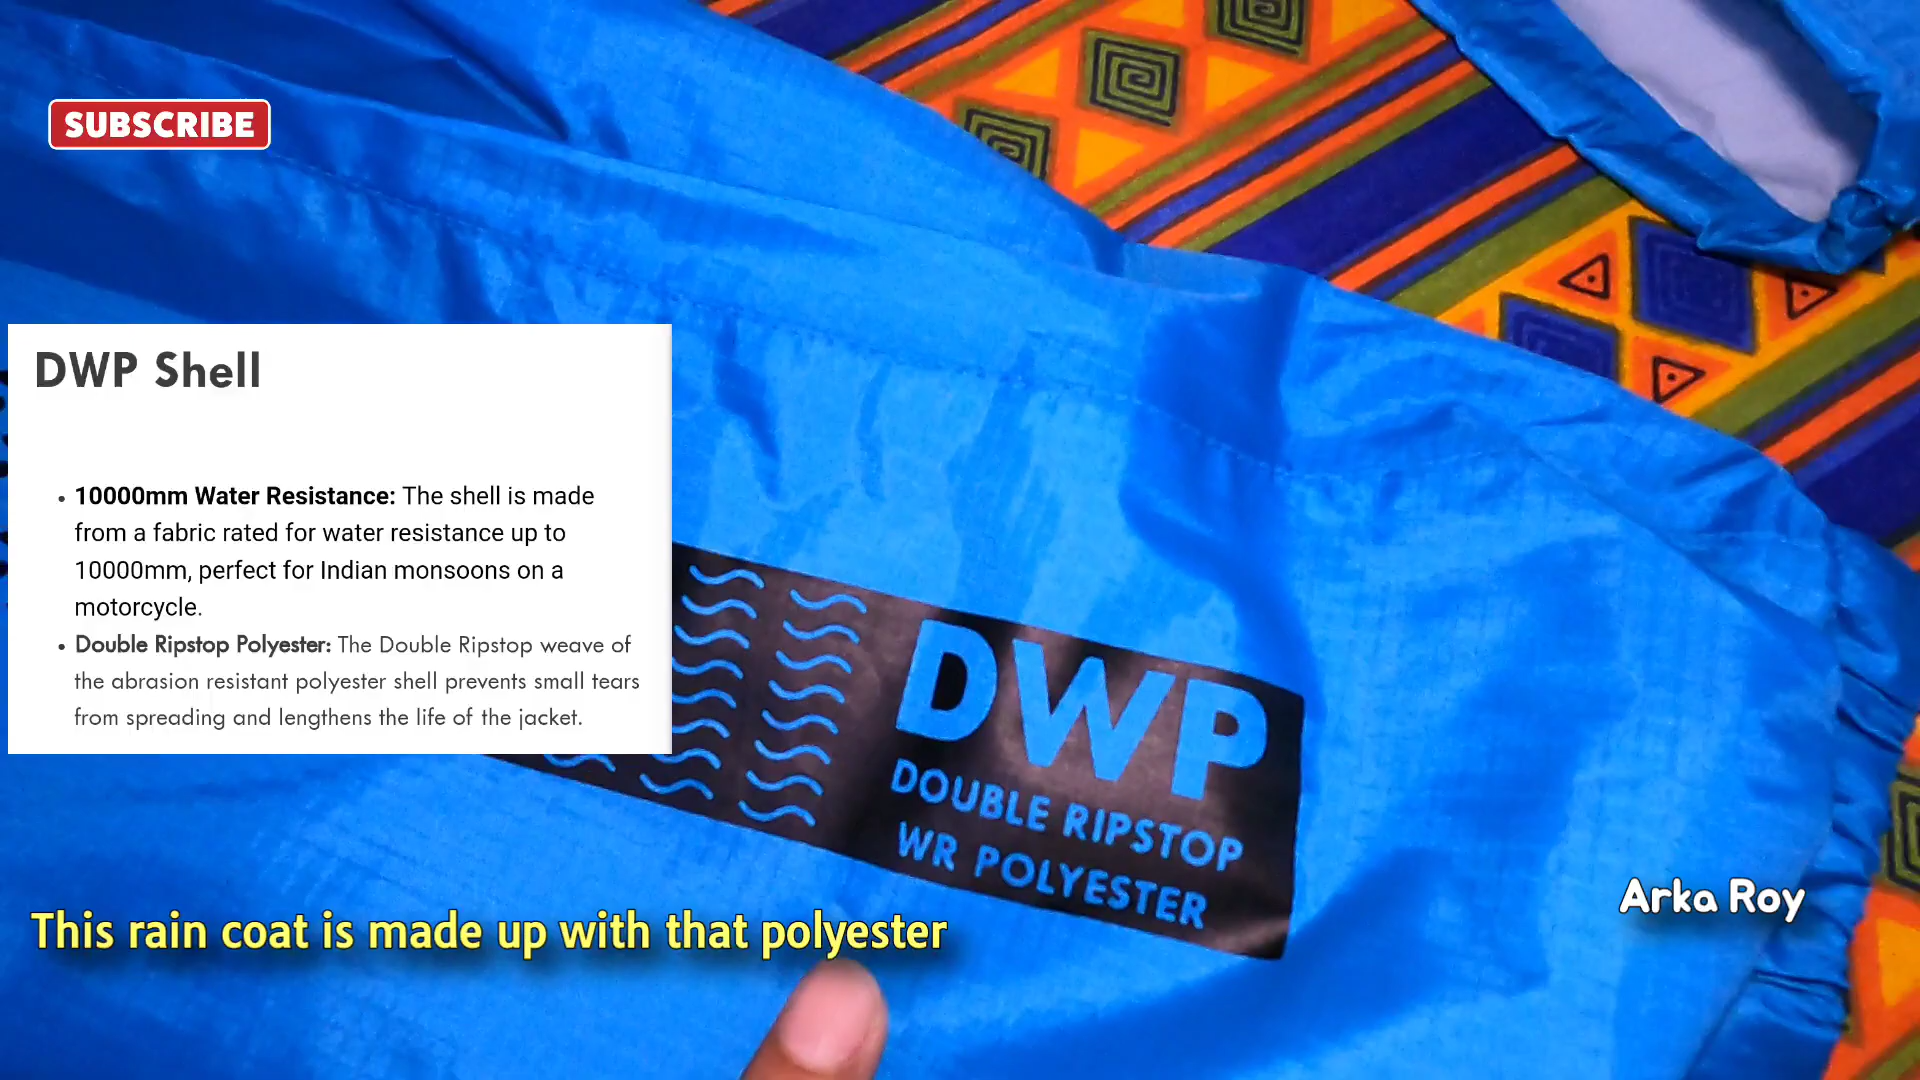 SUBSCRIBE
DWP Shell
• 10000mm Water Resistance: The shell is made
from a fabric rated for water resistance up to
10000mm, perfect for Indian monsoons on a
motorcycle.
• Double Ripstop Polyester: The Double Ripstop weave of
the abrasion resistant polyester shell prevents small tears
from spreading and lengthens the life of the jacket.
DWP
DOUBLE RIPSTOP
WR POLYESTER
Arka Roy
This rain coat is made up with that polyester